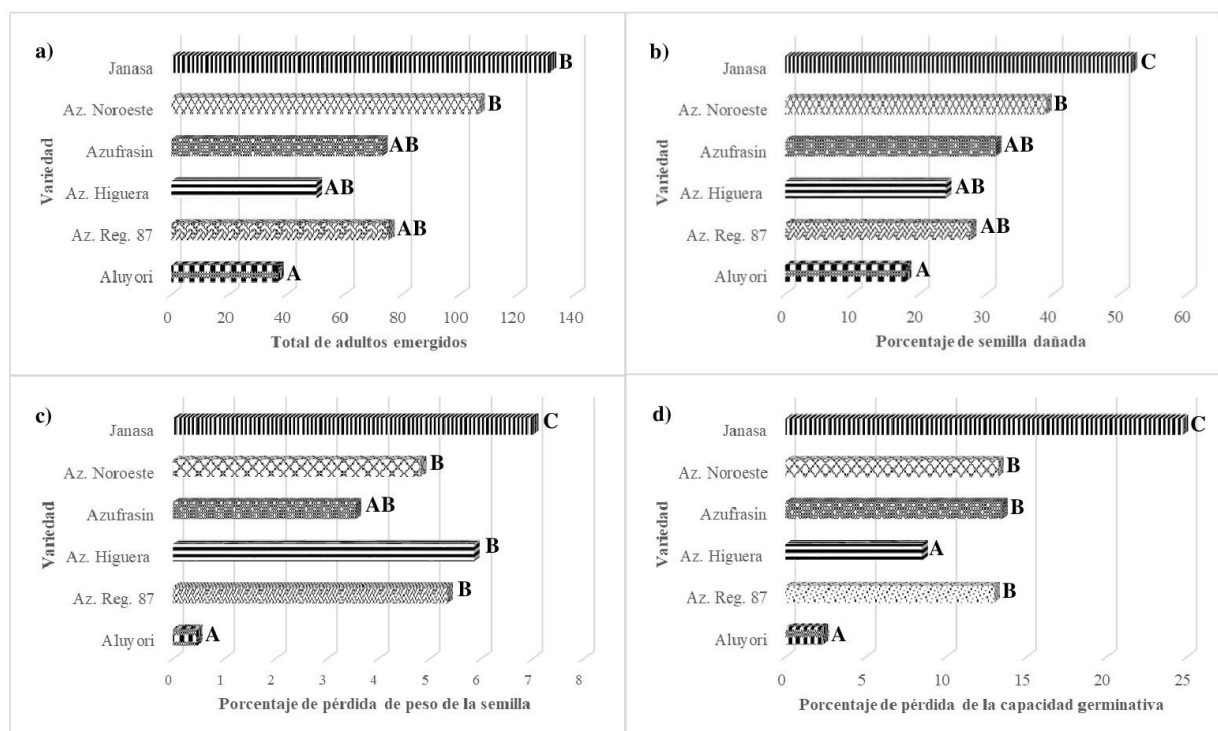 a)
Variedad
Janasa B
Az. Noroeste B
Azufrasin AB
Az. Higuera AB
Az. Reg. 87 AB
Aluyori A
0 20 40 60 80 100 120 140
Total de adultos emergidos
b)
Variedad
Janasa C
Az. Noroeste B
Azufrasin AB
Az. Higuera AB
Az. Reg. 87 AB
Aluyori A
0 10 20 30 40 50 60
Porcentaje de semilla dañada
c)
Variedad
Janasa C
Az. Noroeste B
Azufrasin AB
Az. Higuera B
Az. Reg. 87 B
Aluyori A
0 1 2 3 4 5 6 7 8
Porcentaje de pérdida de peso de la semilla
d)
Variedad
Janasa C
Az. Noroeste B
Azufrasin B
Az. Higuera A
Az. Reg. 87 B
Aluyori A
0 5 10 15 20 25
Porcentaje de pérdida de la capacidad germinativa